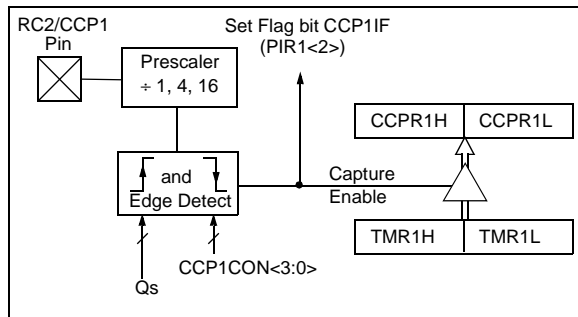 RC2/CCP1
Pin
Prescaler
÷ 1, 4, 16
Set Flag bit CCP1IF
(PIR1<2>)
CCPR1H
CCPR1L
and
Edge Detect
Capture
Enable
TMR1H
TMR1L
Qs
CCP1CON<3:0>